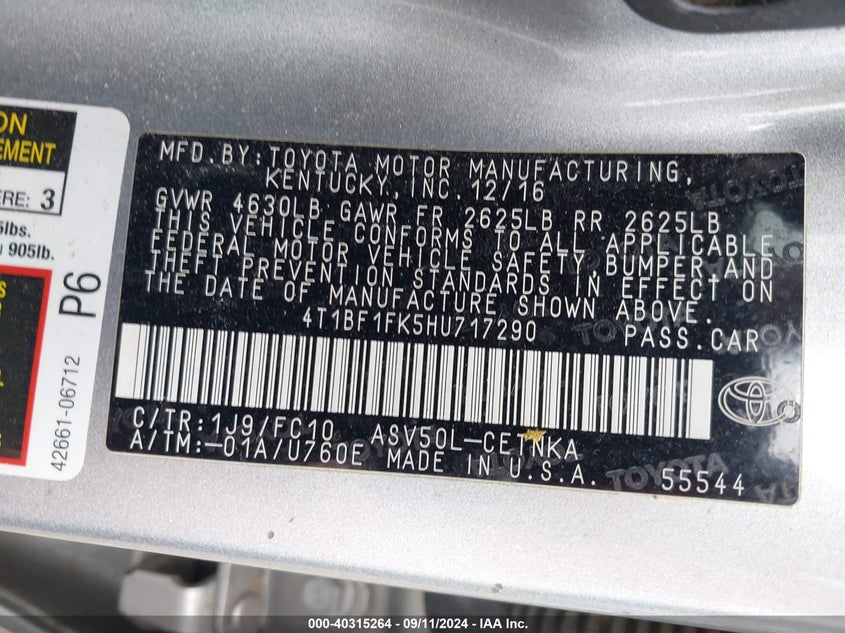 ON
EMENT
ERE: 3
5lbs.
905lb.
P6
42661-06712
MFD.BY:TOYOTA MOTOR MANUFACTURING,
KENTUCKY,INC.12/16
GVWR 4630LB GAWR FR 2625LB RR 2625LB
THIS VEHICLE CONFORMS TO ALL APPLICABLE
FEDERAL MOTOR VEHICLE SAFETY,BUMPER,AND
THEFT PREVENTION STANDARDS IN EFFECT ON
THE DATE OF MANUFACTURE SHOWN ABOVE.
4T1BF1FK5HU717290 PASS.CAR
C/TR:1J9/FC10 ASV50L-CETNKA
A/TM:-01A/U760E MADE IN U.S.A. 55544
TOYOTA
000-40315264 - 09/11/2024 - IAA Inc.